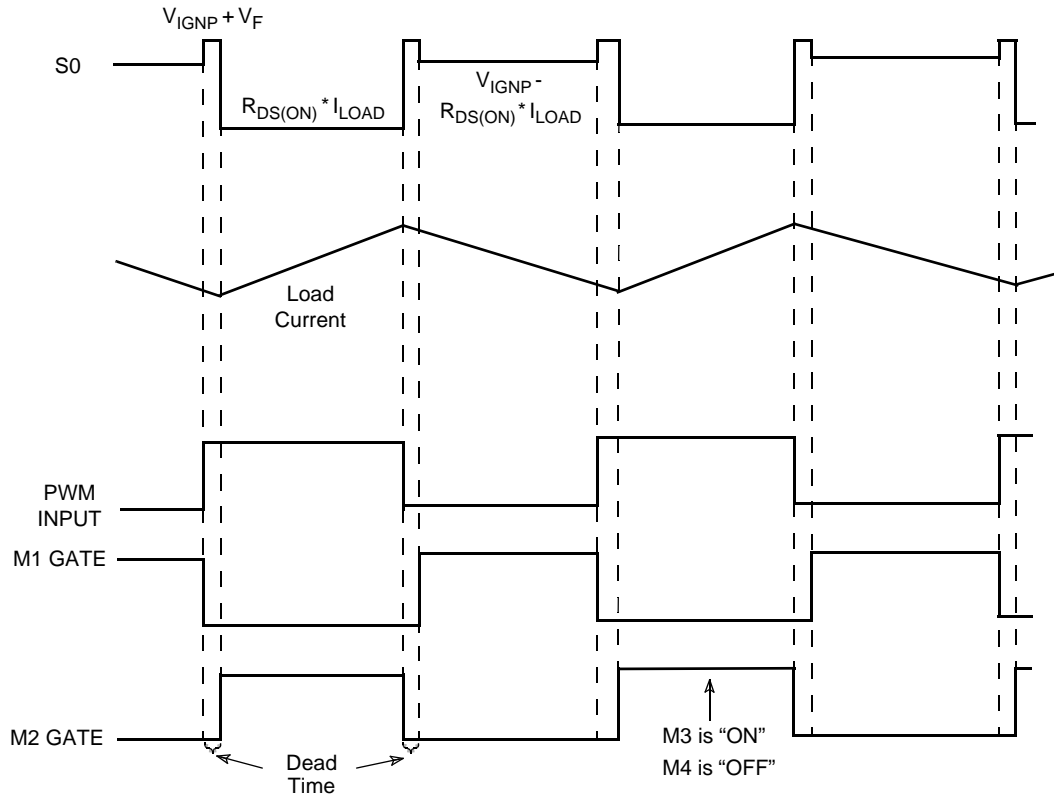 V_IGNP + V_F
S0
R_DS(ON) * I_LOAD
V_IGNP -
R_DS(ON) * I_LOAD
Load
Current
PWM
INPUT
M1 GATE
M2 GATE
Dead
Time
M3 is “ON”
M4 is “OFF”